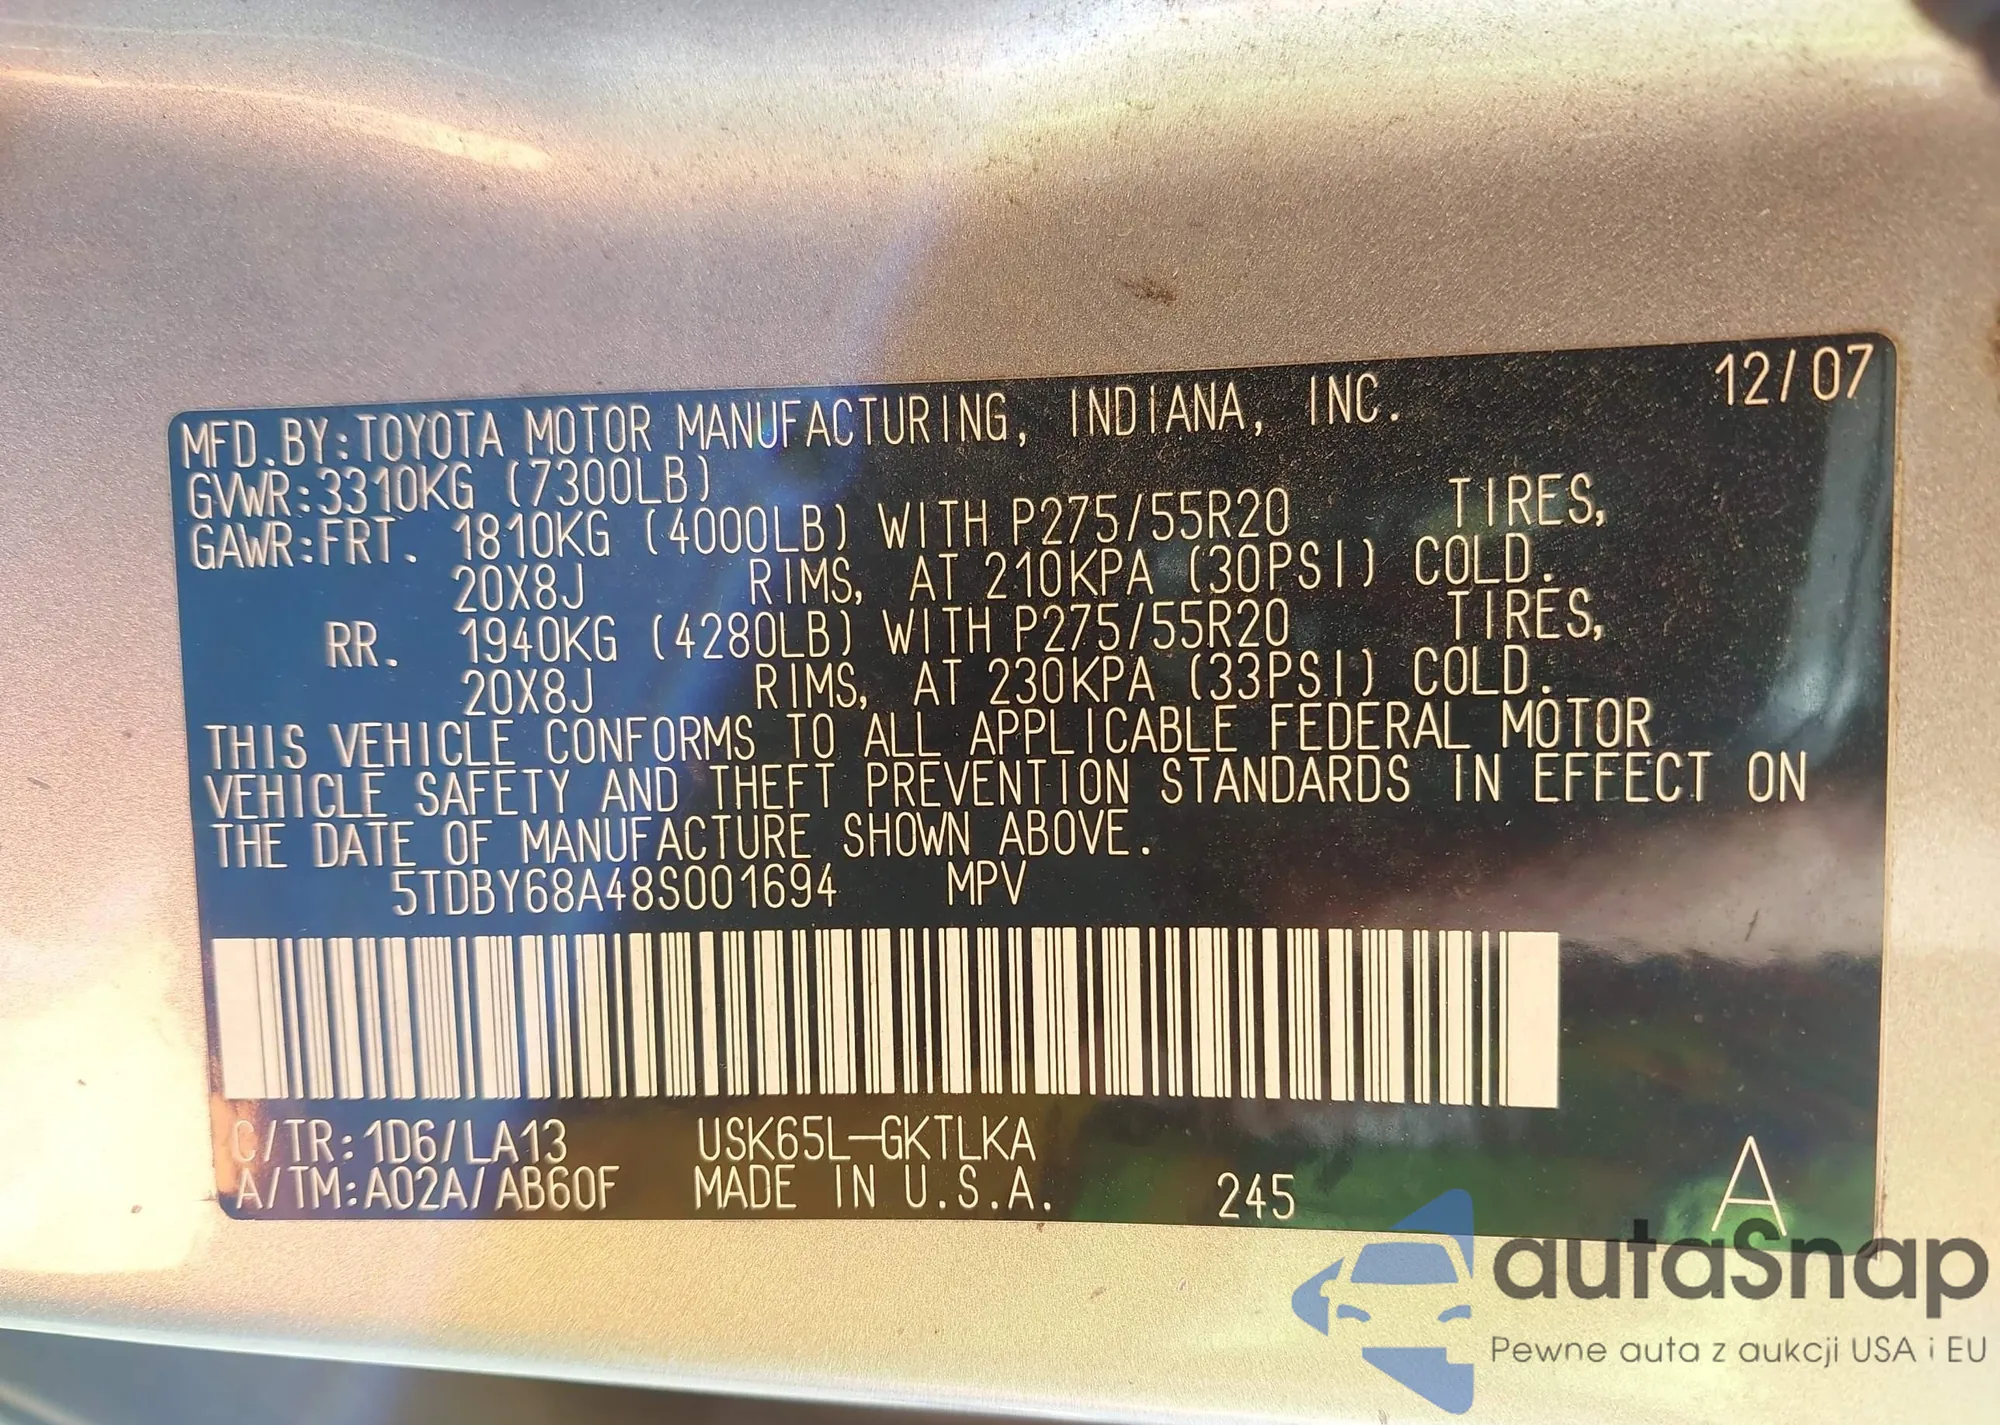 12/07
MFD.BY:TOYOTA MOTOR MANUFACTURING, INDIANA, INC.
GVWR:3310KG (7300LB)
GAWR:FRT. 1810KG (4000LB) WITH P275/55R20 TIRES,
20X8J RIMS, AT 210KPA (30PSI) COLD.
RR. 1940KG (4280LB) WITH P275/55R20 TIRES,
20X8J RIMS, AT 230KPA (33PSI) COLD.
THIS VEHICLE CONFORMS TO ALL APPLICABLE FEDERAL MOTOR
VEHICLE SAFETY AND THEFT PREVENTION STANDARDS IN EFFECT ON
THE DATE OF MANUFACTURE SHOWN ABOVE.
5TDBY68A48S001694 MPV
C/TR:1D6/LA13 USK65L-GKTLKA
A/TM:A02A/AB60F MADE IN U.S.A. 245 A
autaSnap
Pewne auta z aukcji USA i EU